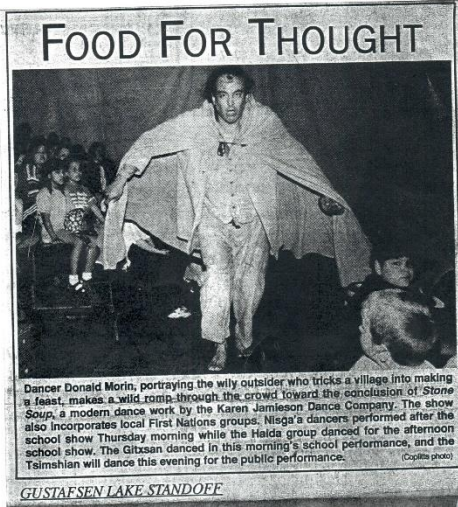 FOOD FOR THOUGHT
Dancer Donald Morin, portraying the wily outsider who tricks a village into making
a feast, makes a wild romp through the crowd toward the conclusion of Stone
Soup, a modern dance work by the Karen Jamieson Dance Company. The show
also incorporates local First Nations groups. Nisga'a dancers performed after the
school show Thursday morning while the Haida group danced for the afternoon
school show. The Gitxsan danced in this morning's school performance, and the
Tsimshian will dance this evening for the public performance.
(Coplitts photo)
GUSTAFSEN LAKE STANDOFF